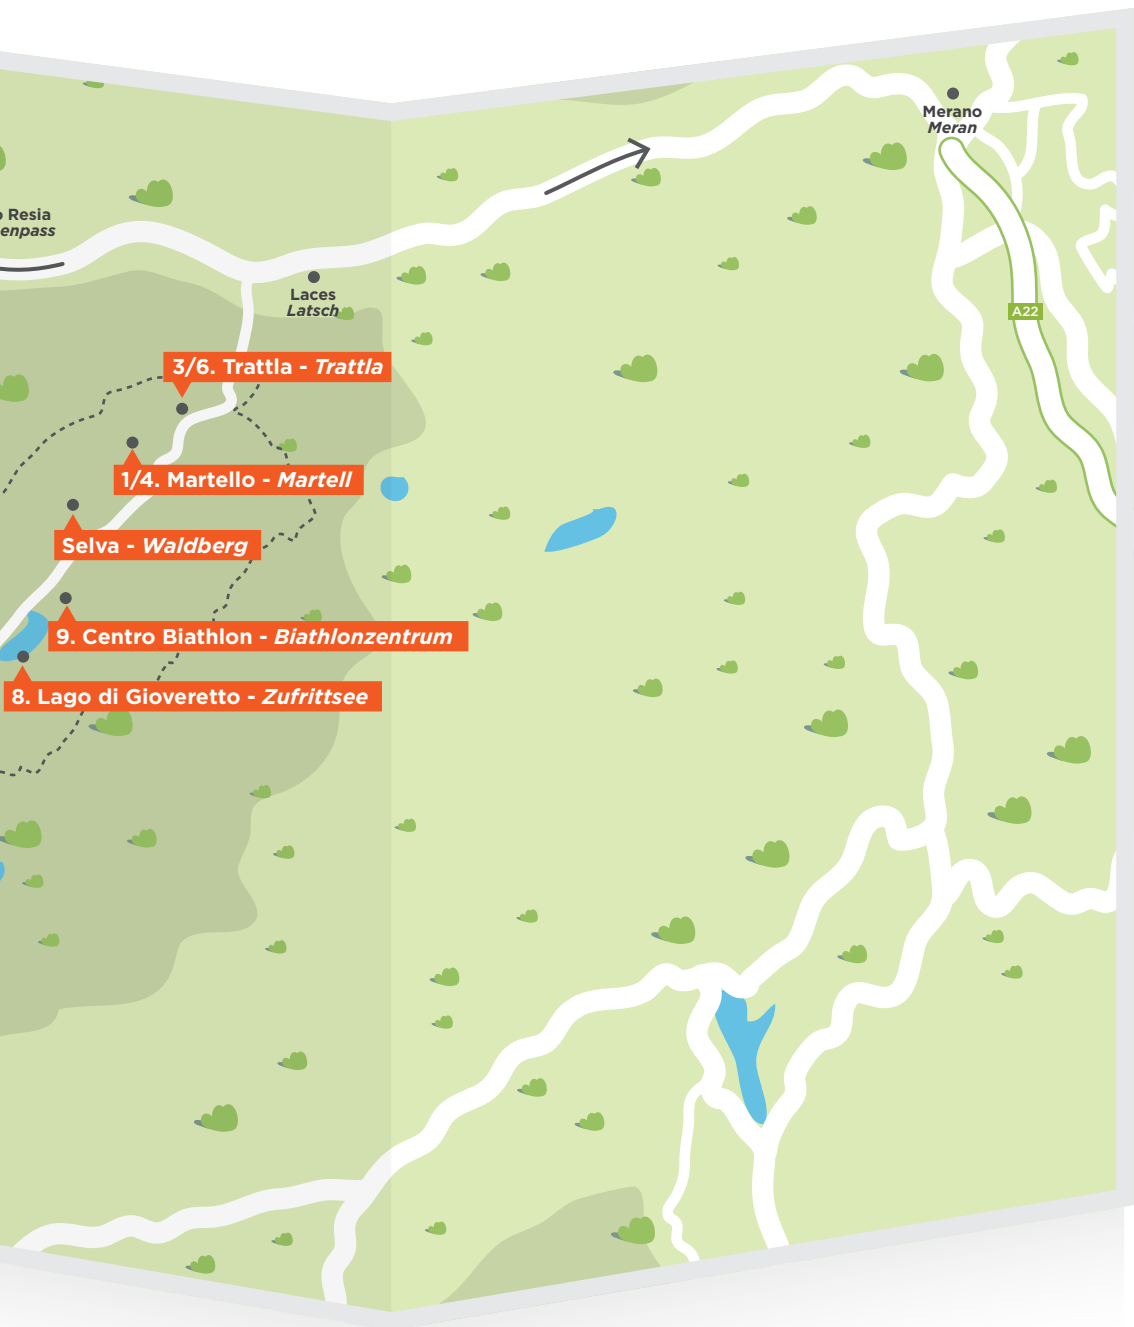 Merano
Meran
Resia
enpass
A22
Laces
Latsch
3/6. Trattla - Trattla
1/4. Martello - Martell
Selva - Waldberg
9. Centro Biathlon - Biathlonzentrum
8. Lago di Gioveretto - Zufrittsee